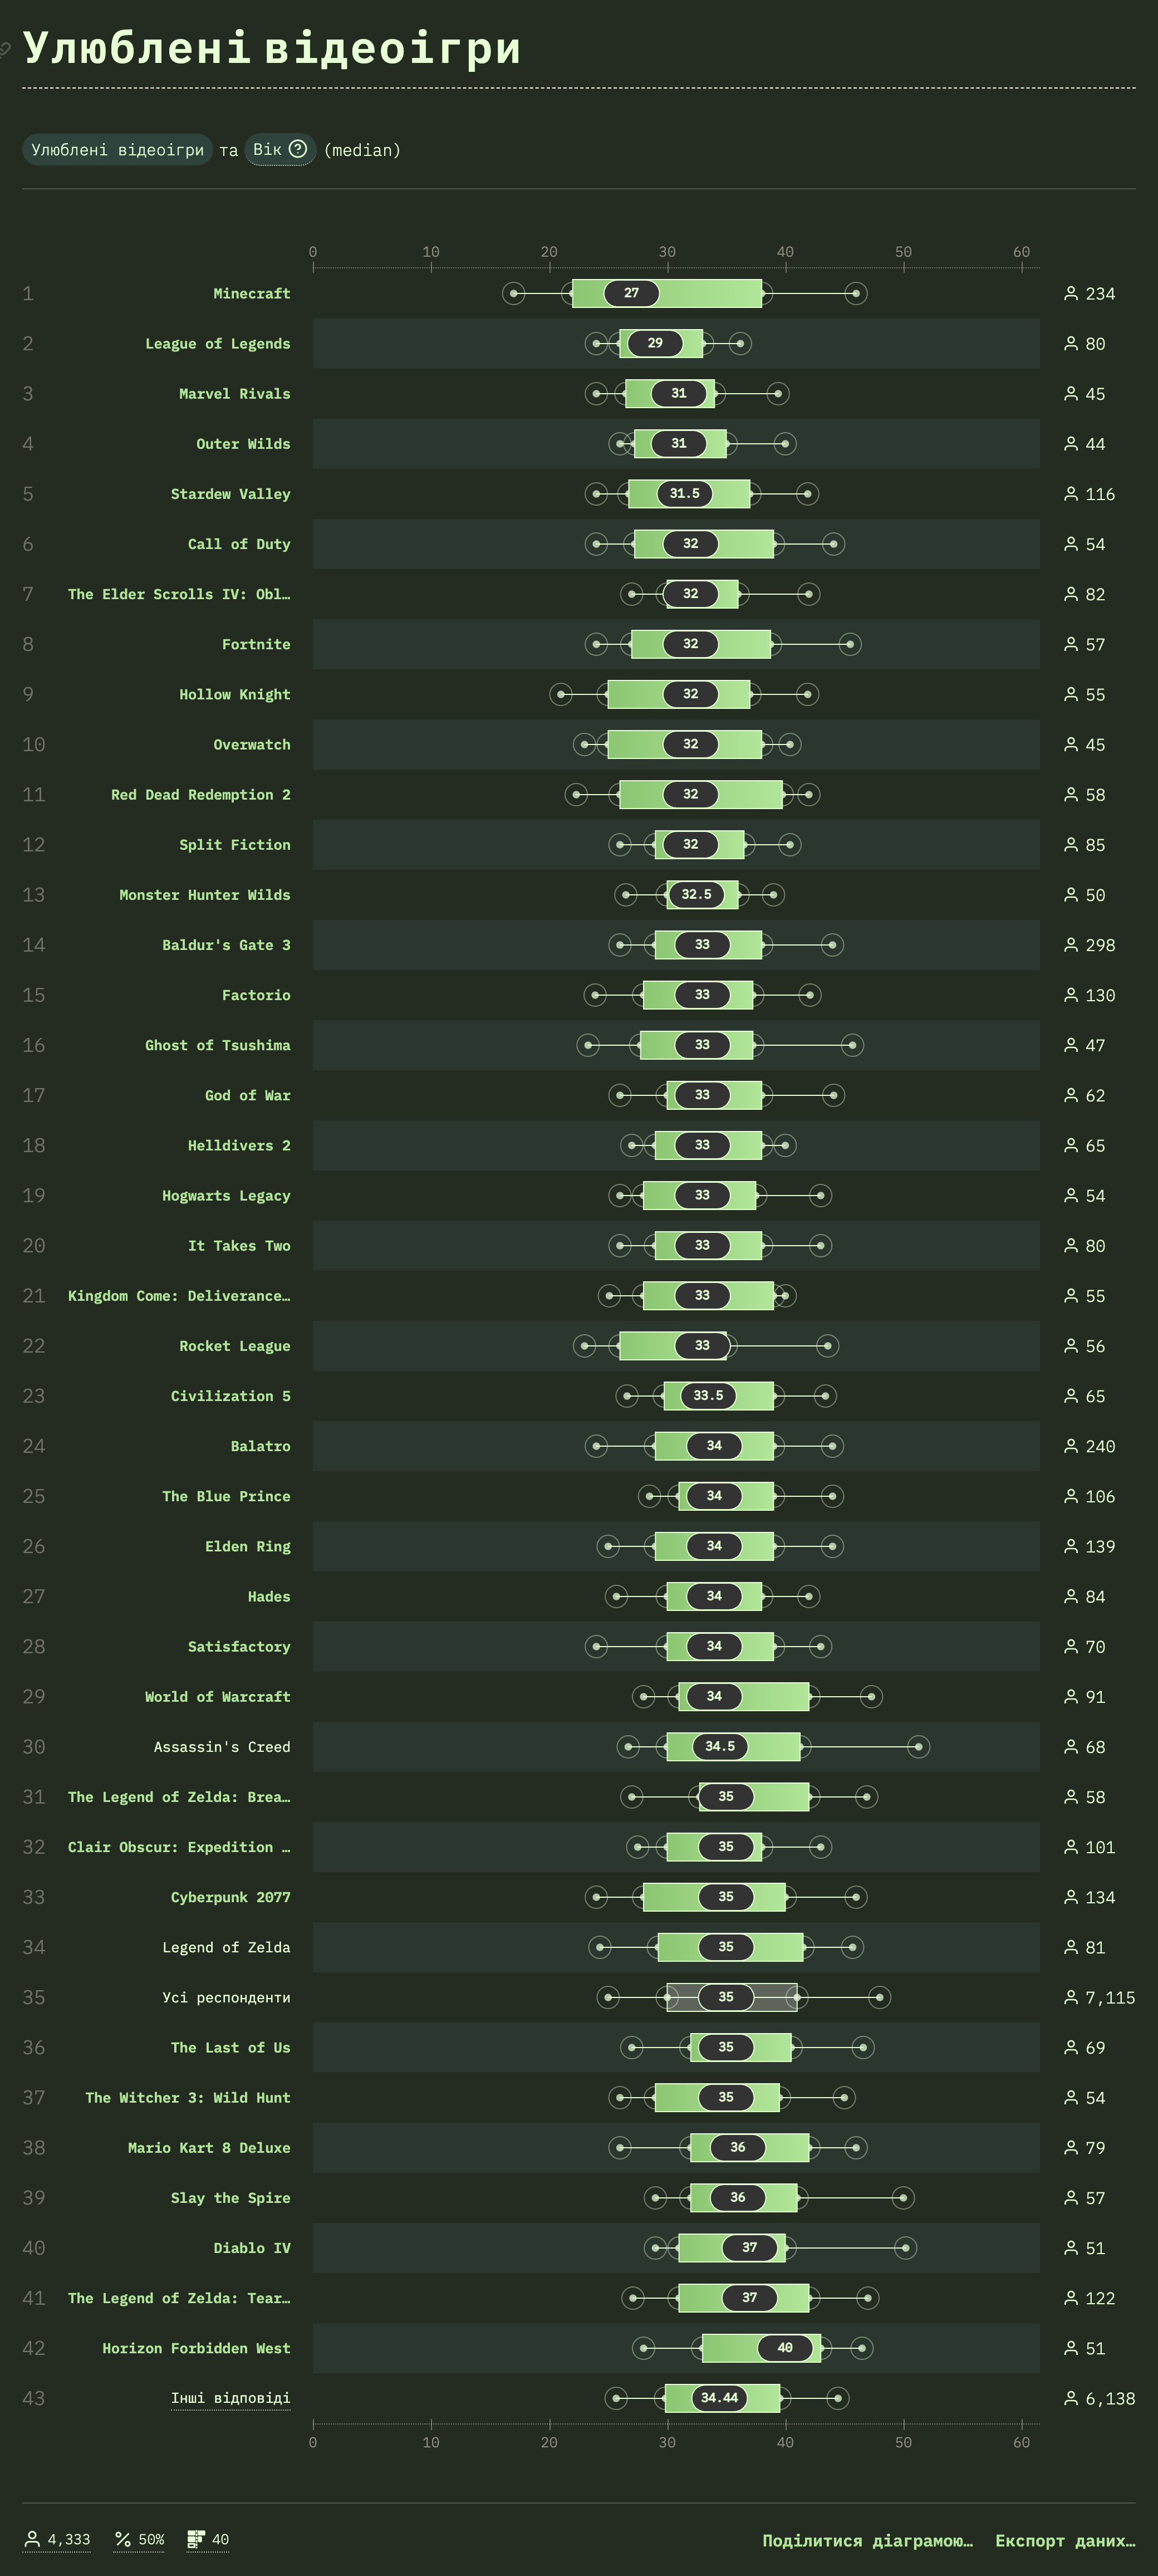 Улюблені відеоігри
Улюблені відеоігри та Вік (median)
0 10 20 30 40 50 60
1 Minecraft 27 234
2 League of Legends 29 80
3 Marvel Rivals 31 45
4 Outer Wilds 31 44
5 Stardew Valley 31.5 116
6 Call of Duty 32 54
7 The Elder Scrolls IV: Obl… 32 82
8 Fortnite 32 57
9 Hollow Knight 32 55
10 Overwatch 32 45
11 Red Dead Redemption 2 32 58
12 Split Fiction 32 85
13 Monster Hunter Wilds 32.5 50
14 Baldur's Gate 3 33 298
15 Factorio 33 130
16 Ghost of Tsushima 33 47
17 God of War 33 62
18 Helldivers 2 33 65
19 Hogwarts Legacy 33 54
20 It Takes Two 33 80
21 Kingdom Come: Deliverance… 33 55
22 Rocket League 33 56
23 Civilization 5 33.5 65
24 Balatro 34 240
25 The Blue Prince 34 106
26 Elden Ring 34 139
27 Hades 34 84
28 Satisfactory 34 70
29 World of Warcraft 34 91
30 Assassin's Creed 34.5 68
31 The Legend of Zelda: Brea… 35 58
32 Clair Obscur: Expedition … 35 101
33 Cyberpunk 2077 35 134
34 Legend of Zelda 35 81
35 Усі респонденти 35 7,115
36 The Last of Us 35 69
37 The Witcher 3: Wild Hunt 35 54
38 Mario Kart 8 Deluxe 36 79
39 Slay the Spire 36 57
40 Diablo IV 37 51
41 The Legend of Zelda: Tear… 37 122
42 Horizon Forbidden West 40 51
43 Інші відповіді 34.44 6,138
0 10 20 30 40 50 60
4,333 50% 40 Поділитися діаграмою… Експорт даних…